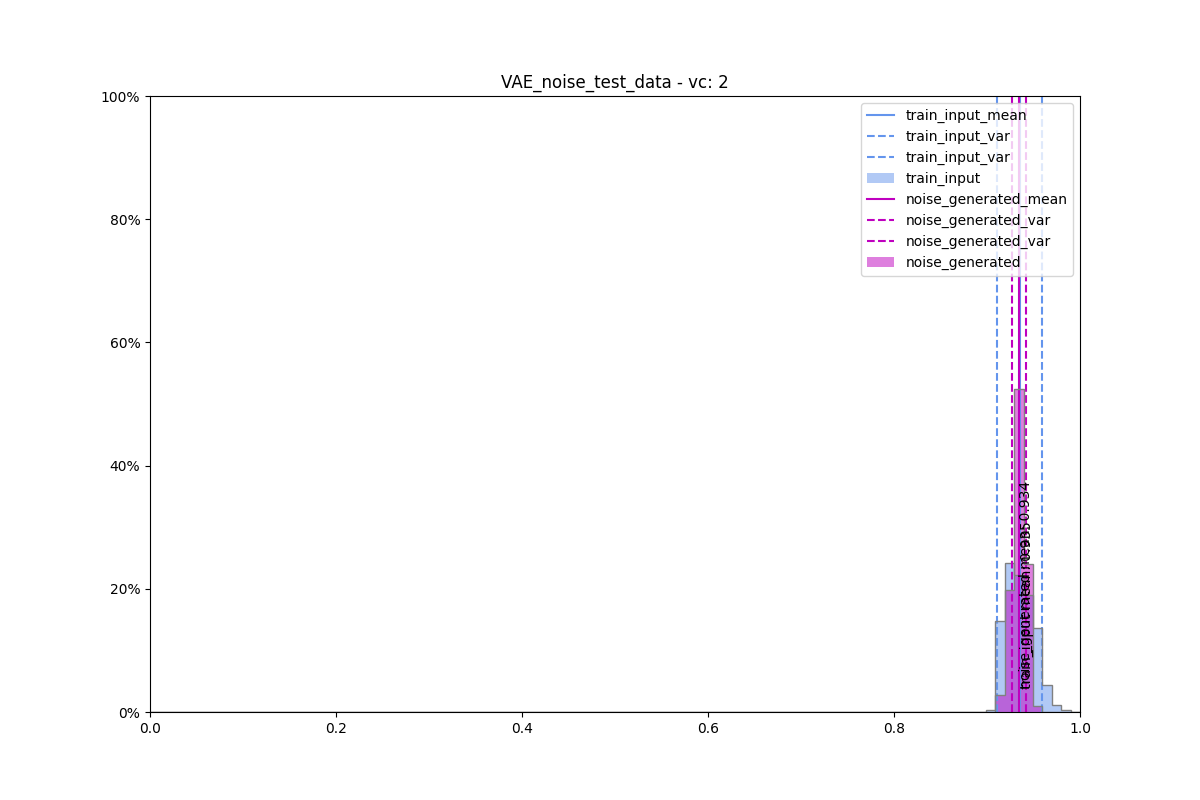 VAE_noise_test_data - vc: 2
100%
80%
60%
40%
20%
0%
0.0
0.2
0.4
0.6
0.8
1.0
train_input_mean
train_input_var
train_input_var
train_input
noise_generated_mean
noise_generated_var
noise_generated_var
noise_generated